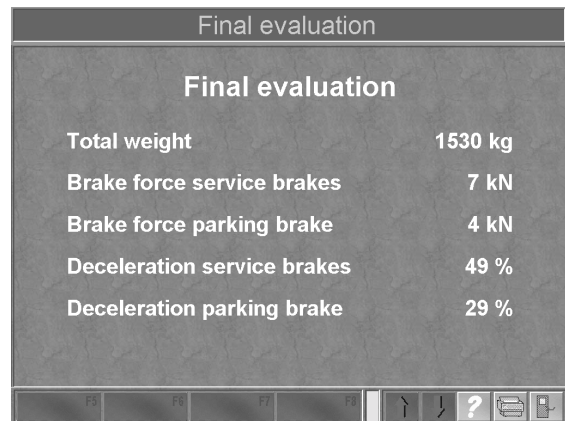 Final evaluation
Final evaluation
Total weight 1530 kg
Brake force service brakes 7 kN
Brake force parking brake 4 kN
Deceleration service brakes 49 %
Deceleration parking brake 29 %
F5 F6 F7 F8 ?